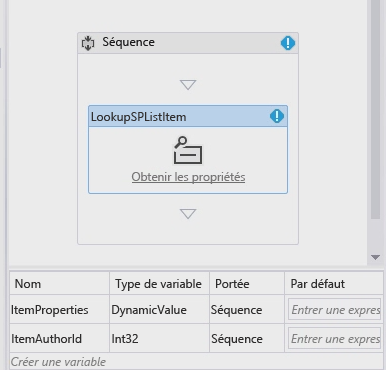 Séquence
LookupSPListItem
Obtenir les propriétés
Nom Type de variable Portée Par défaut
ItemProperties DynamicValue Séquence Entrer une expres
ItemAuthorId Int32 Séquence Entrer une expres
Créer une variable